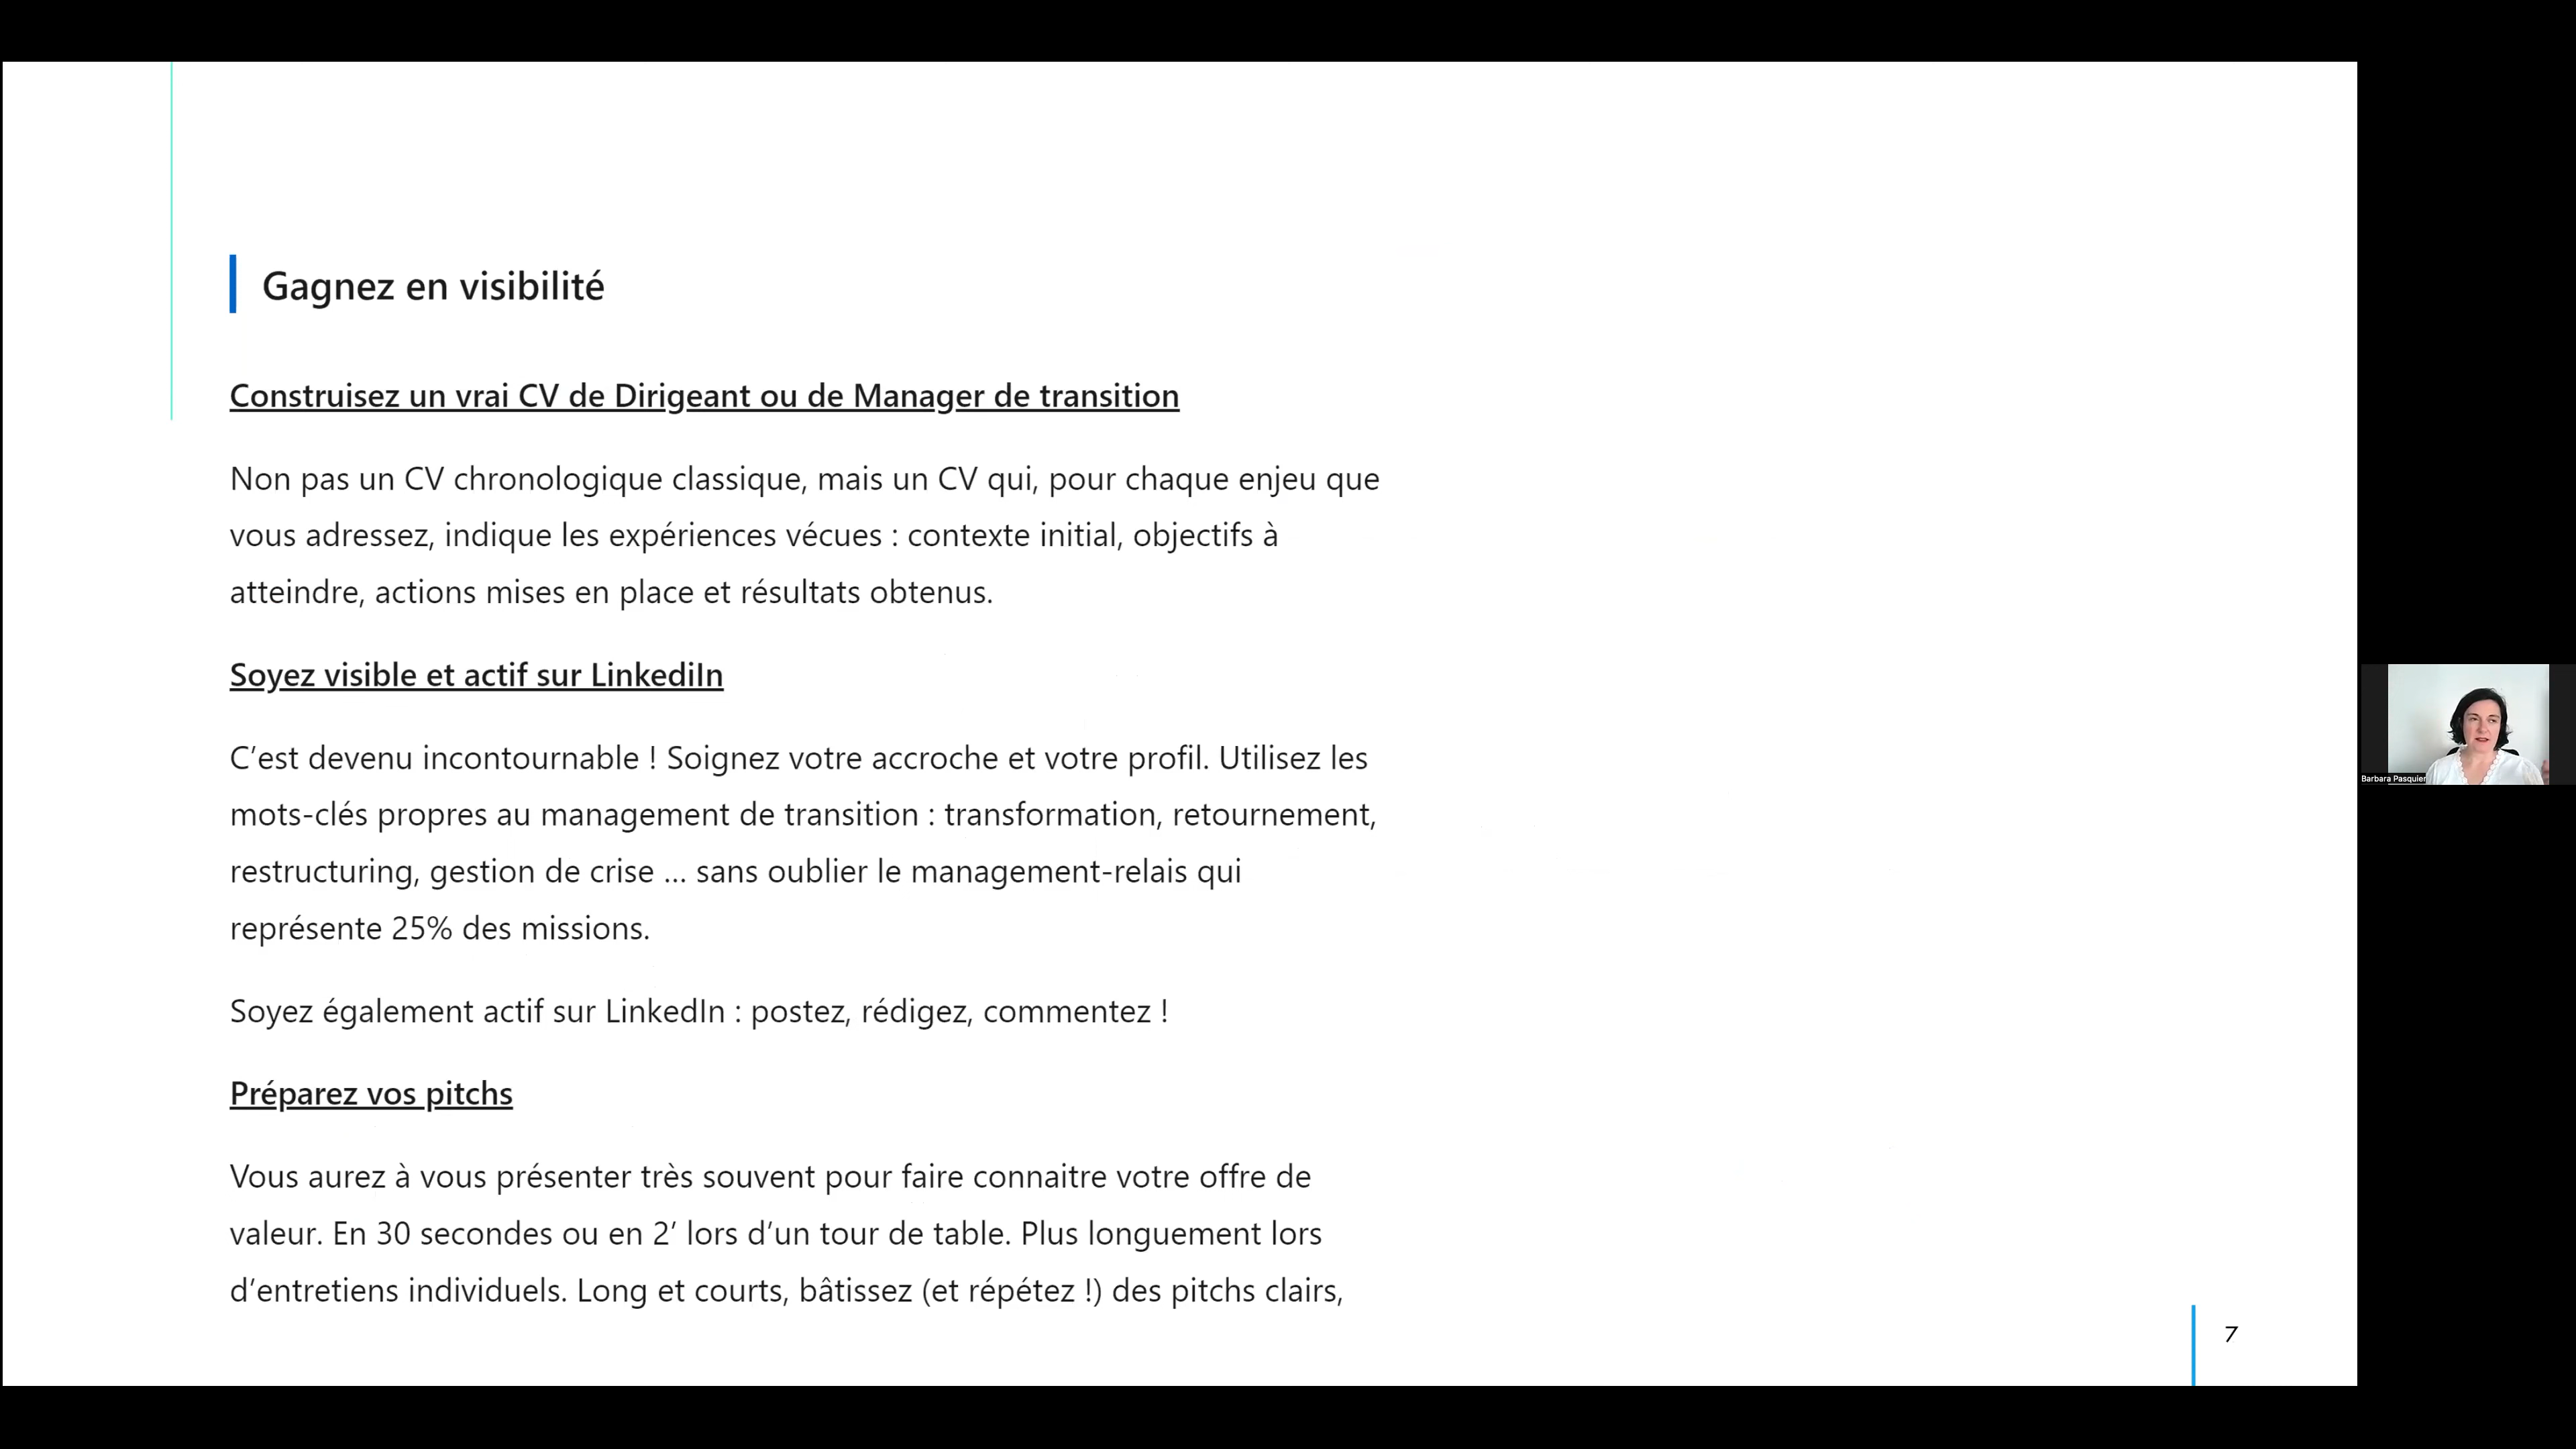 Gagnez en visibilité
Construisez un vrai CV de Dirigeant ou de Manager de transition
Non pas un CV chronologique classique, mais un CV qui, pour chaque enjeu que
vous adressez, indique les expériences vécues : contexte initial, objectifs à
atteindre, actions mises en place et résultats obtenus.
Soyez visible et actif sur LinkediIn
C’est devenu incontournable ! Soignez votre accroche et votre profil. Utilisez les
mots-clés propres au management de transition : transformation, retournement,
restructuring, gestion de crise … sans oublier le management-relais qui
représente 25% des missions.
Soyez également actif sur LinkedIn : postez, rédigez, commentez !
Préparez vos pitchs
Vous aurez à vous présenter très souvent pour faire connaitre votre offre de
valeur. En 30 secondes ou en 2’ lors d’un tour de table. Plus longuement lors
d’entretiens individuels. Long et courts, bâtissez (et répétez !) des pitchs clairs,
7
Barbara Pasquier